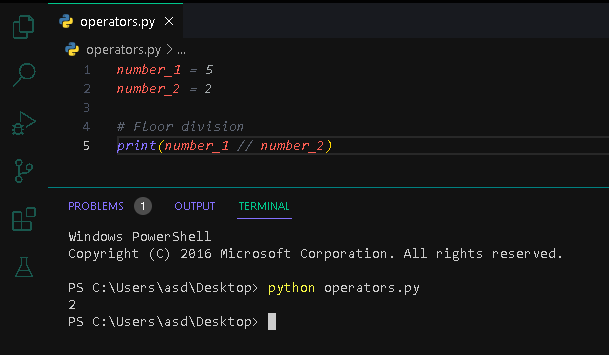 operators.py ×
operators.py > ...
1 number_1 = 5
2 number_2 = 2
3
4 # Floor division
5 print(number_1 // number_2)
PROBLEMS 1 OUTPUT TERMINAL
Windows PowerShell
Copyright (C) 2016 Microsoft Corporation. All rights reserved.
PS C:\Users\asd\Desktop> python operators.py
2
PS C:\Users\asd\Desktop>